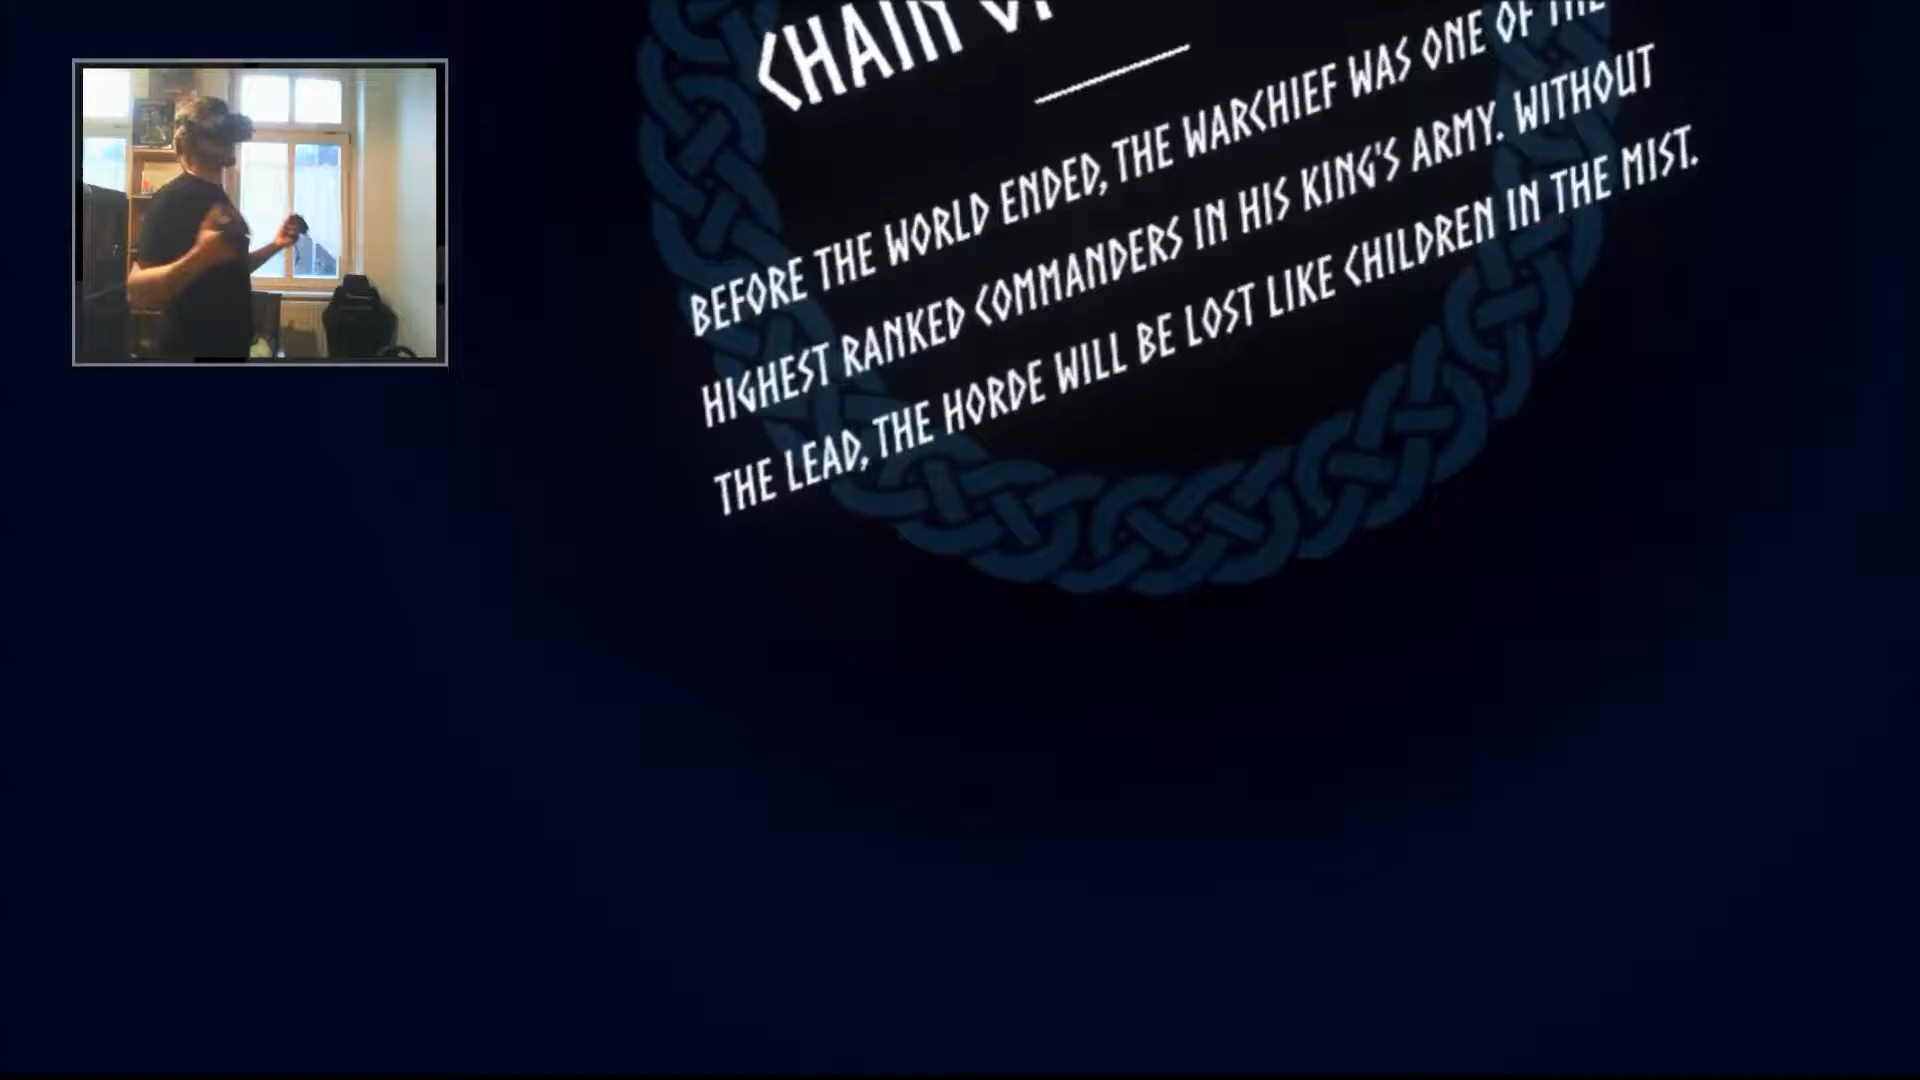 CHAIN OF
BEFORE THE WORLD ENDED, THE WARCHIEF WAS ONE OF THE
HIGHEST RANKED COMMANDERS IN HIS KING'S ARMY. WITHOUT
THE LEAD, THE HORDE WILL BE LOST LIKE CHILDREN IN THE MIST.